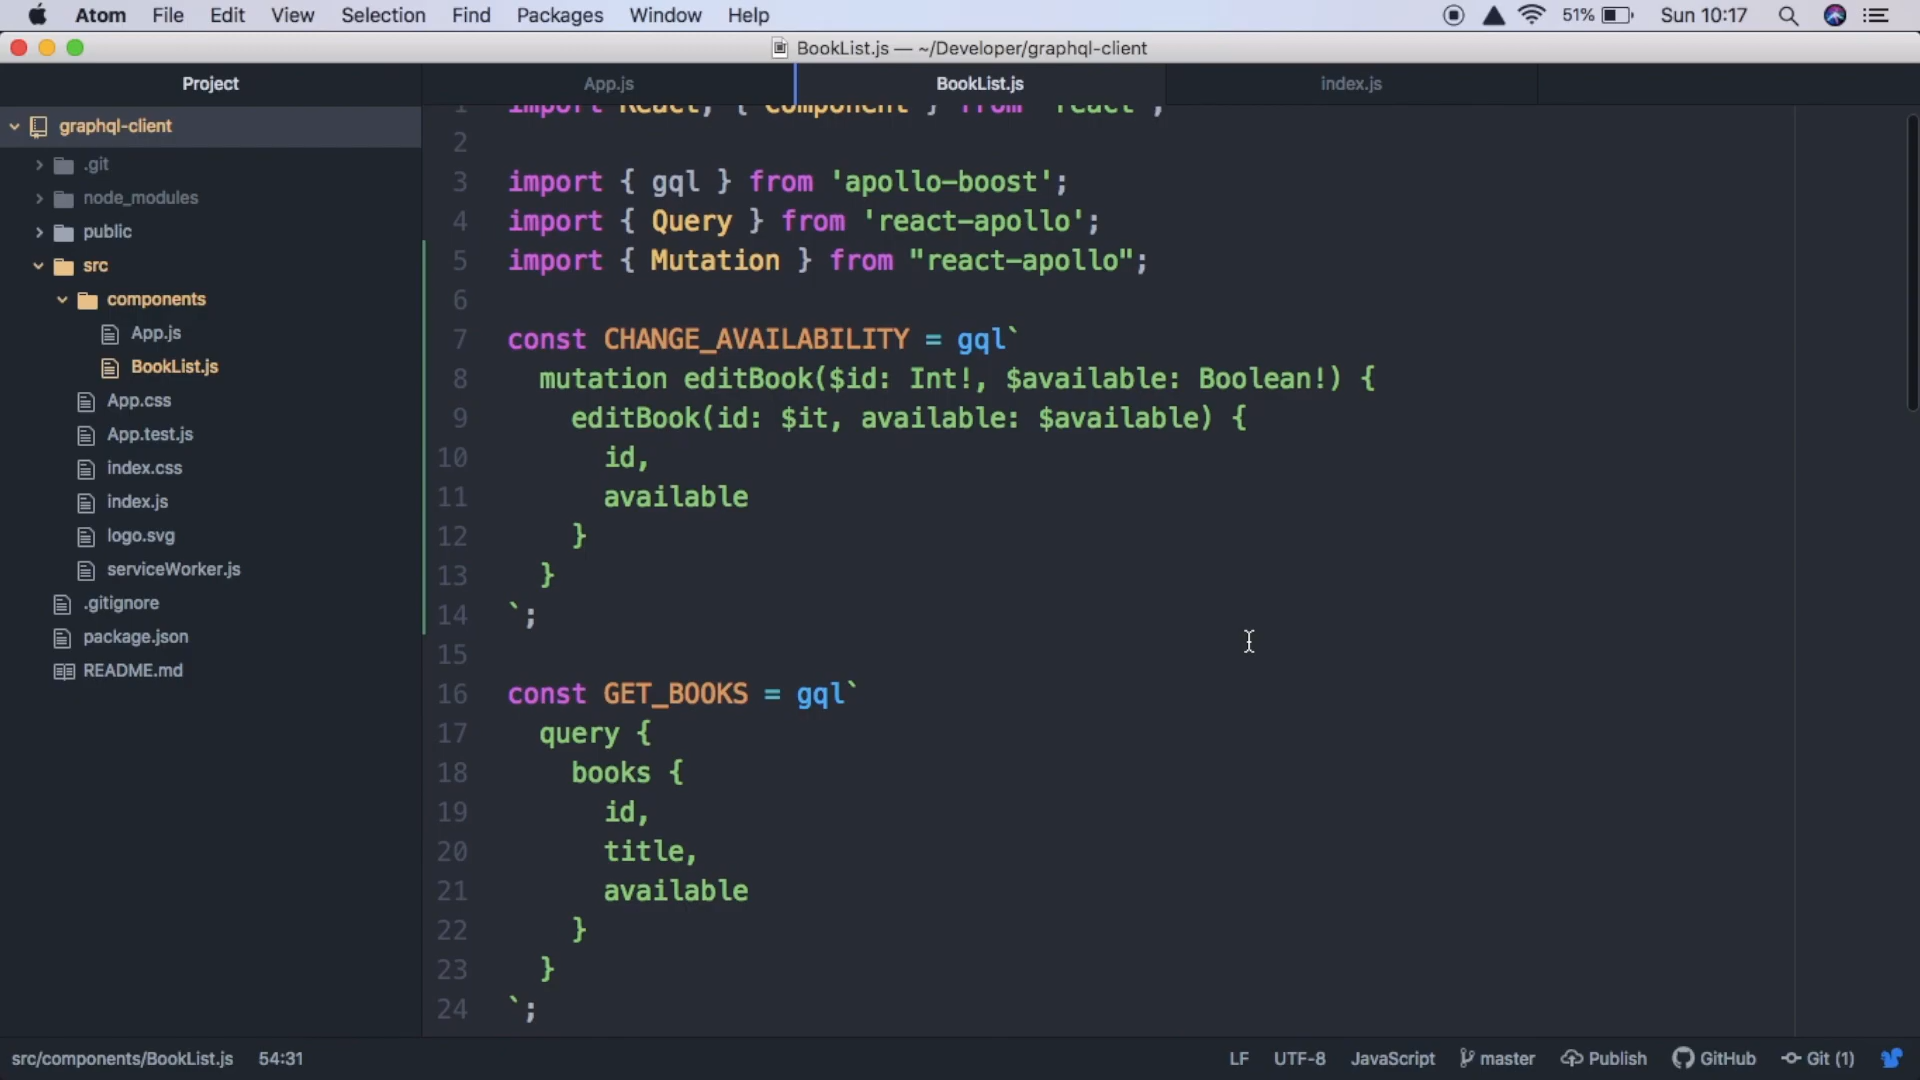 Atom File Edit View Selection Find Packages Window Help 51% Sun 10:17
BookList.js — ~/Developer/graphql-client
Project
App.js
BookList.js
index.js
graphql-client
.git
node_modules
public
src
components
App.js
BookList.js
App.css
App.test.js
index.css
index.js
logo.svg
serviceWorker.js
.gitignore
package.json
README.md
1 import React, { Component } from 'react';
2
3 import { gql } from 'apollo-boost';
4 import { Query } from 'react-apollo';
5 import { Mutation } from "react-apollo";
6
7 const CHANGE_AVAILABILITY = gql`
8 mutation editBook($id: Int!, $available: Boolean!) {
9 editBook(id: $it, available: $available) {
10 id,
11 available
12 }
13 }
14 `;
15
16 const GET_BOOKS = gql`
17 query {
18 books {
19 id,
20 title,
21 available
22 }
23 }
24 `;
src/components/BookList.js 54:31 LF UTF-8 JavaScript master Publish GitHub Git (1)